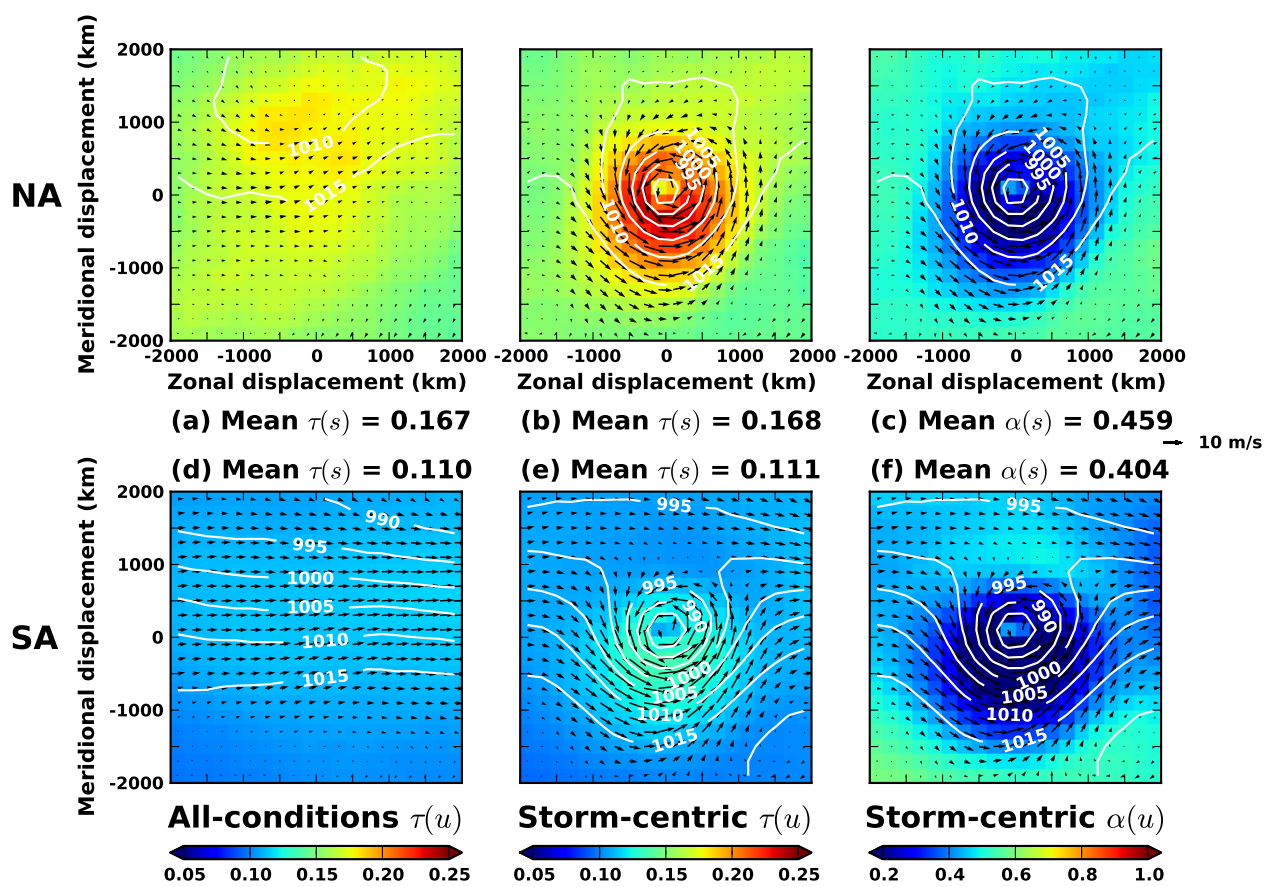 NA
Meridional displacement (km)
2000
1000
0
-1000
-2000
1010
1015
1005
1000
995
1010
1015
1005
1000
995
1010
1015
-2000 -1000 0 1000 2000
-2000 -1000 0 1000 2000
-2000 -1000 0 1000 2000
Zonal displacement (km)
Zonal displacement (km)
Zonal displacement (km)
(a) Mean τ(s) = 0.167
(b) Mean τ(s) = 0.168
(c) Mean α(s) = 0.459
10 m/s
(d) Mean τ(s) = 0.110
(e) Mean τ(s) = 0.111
(f) Mean α(s) = 0.404
SA
Meridional displacement (km)
2000
1000
0
-1000
-2000
990
995
1000
1005
1010
1015
995
995
990
1000
1005
1010
1015
995
995
990
1000
1005
1010
1015
All-conditions τ(u)
Storm-centric τ(u)
Storm-centric α(u)
0.05 0.10 0.15 0.20 0.25
0.05 0.10 0.15 0.20 0.25
0.2 0.4 0.6 0.8 1.0